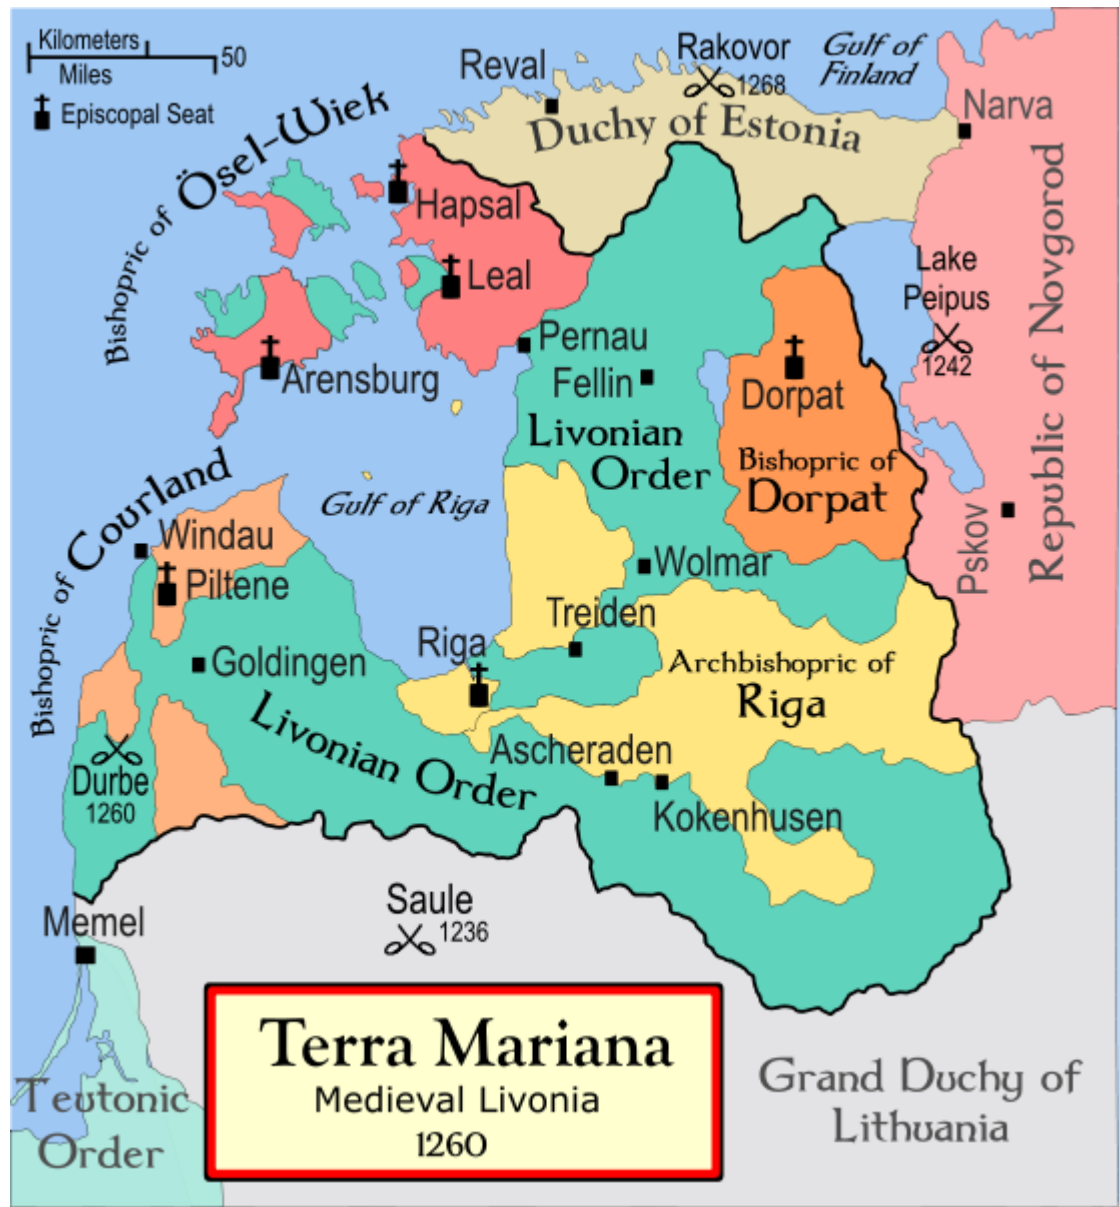 Kilometers
50
Miles
Episcopal Seat
Reval
Rakovor
1268
Gulf of
Finland
Narva
Duchy of Estonia
Bishopric of Ösel-Wiek
Hapsal
Leal
Arensburg
Pernau
Fellin
Livonian
Order
Dorpat
Bishopric of
Dorpat
Lake
Peipus
1242
Republic of Novgorod
Pskov
Gulf of Riga
Bishopric of Courland
Windau
Piltene
Goldingen
Livonian Order
Durbe
1260
Wolmar
Treiden
Riga
Archbishopric of
Riga
Ascheraden
Kokenhusen
Memel
Saule
1236
Teutonic
Order
Terra Mariana
Medieval Livonia
1260
Grand Duchy of
Lithuania